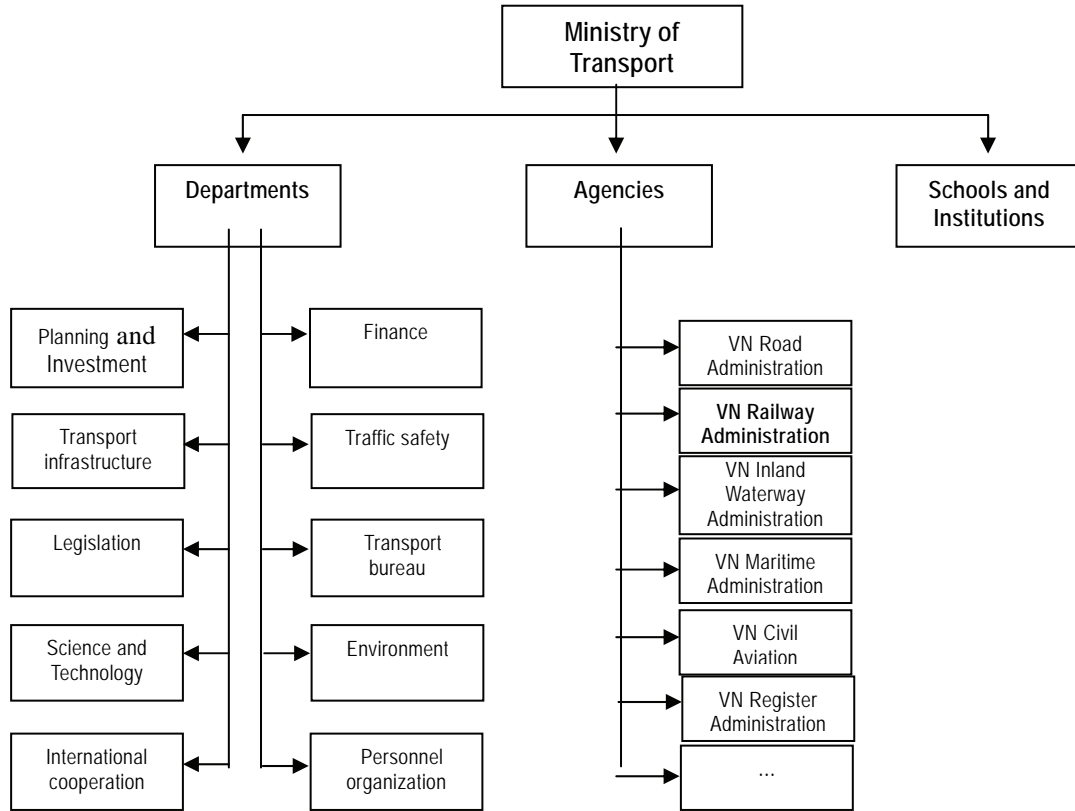 Ministry of
Transport
Departments
Agencies
Schools and
Institutions
Planning and
Investment
Finance
Transport
infrastructure
Traffic safety
Legislation
Transport
bureau
Science and
Technology
Environment
International
cooperation
Personnel
organization
VN Road
Administration
VN Railway
Administration
VN Inland
Waterway
Administration
VN Maritime
Administration
VN Civil
Aviation
VN Register
Administration
...